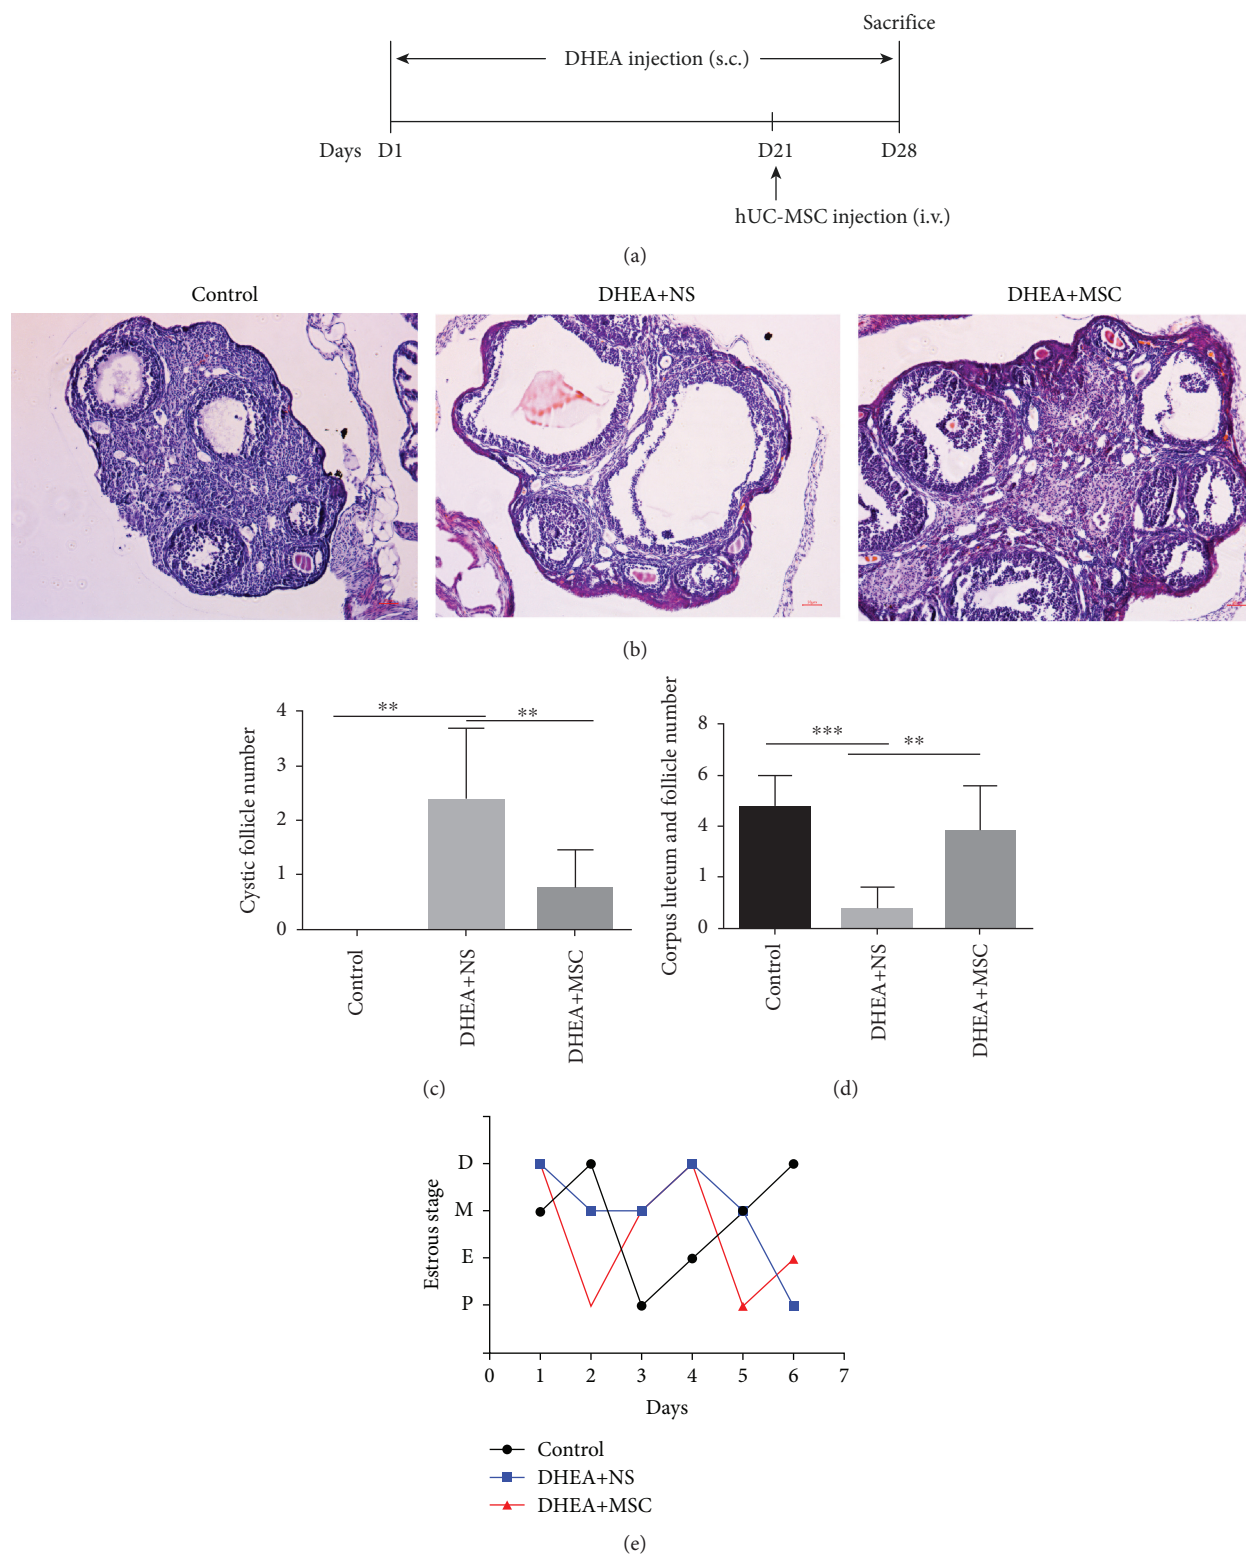 Sacrifice
DHEA injection (s.c.)
Days D1 D21 D28
hUC-MSC injection (i.v.)
(a)
Control DHEA+NS DHEA+MSC
(b)
Cystic follicle number
4
3
2
1
0
** **
Control
DHEA+NS
DHEA+MSC
(c)
Corpus luteum and follicle number
8
6
4
1
0
*** **
Control
DHEA+NS
DHEA+MSC
(d)
Estrous stage
D
M
E
P
0 1 2 3 4 5 6 7
Days
Control
DHEA+NS
DHEA+MSC
(e)